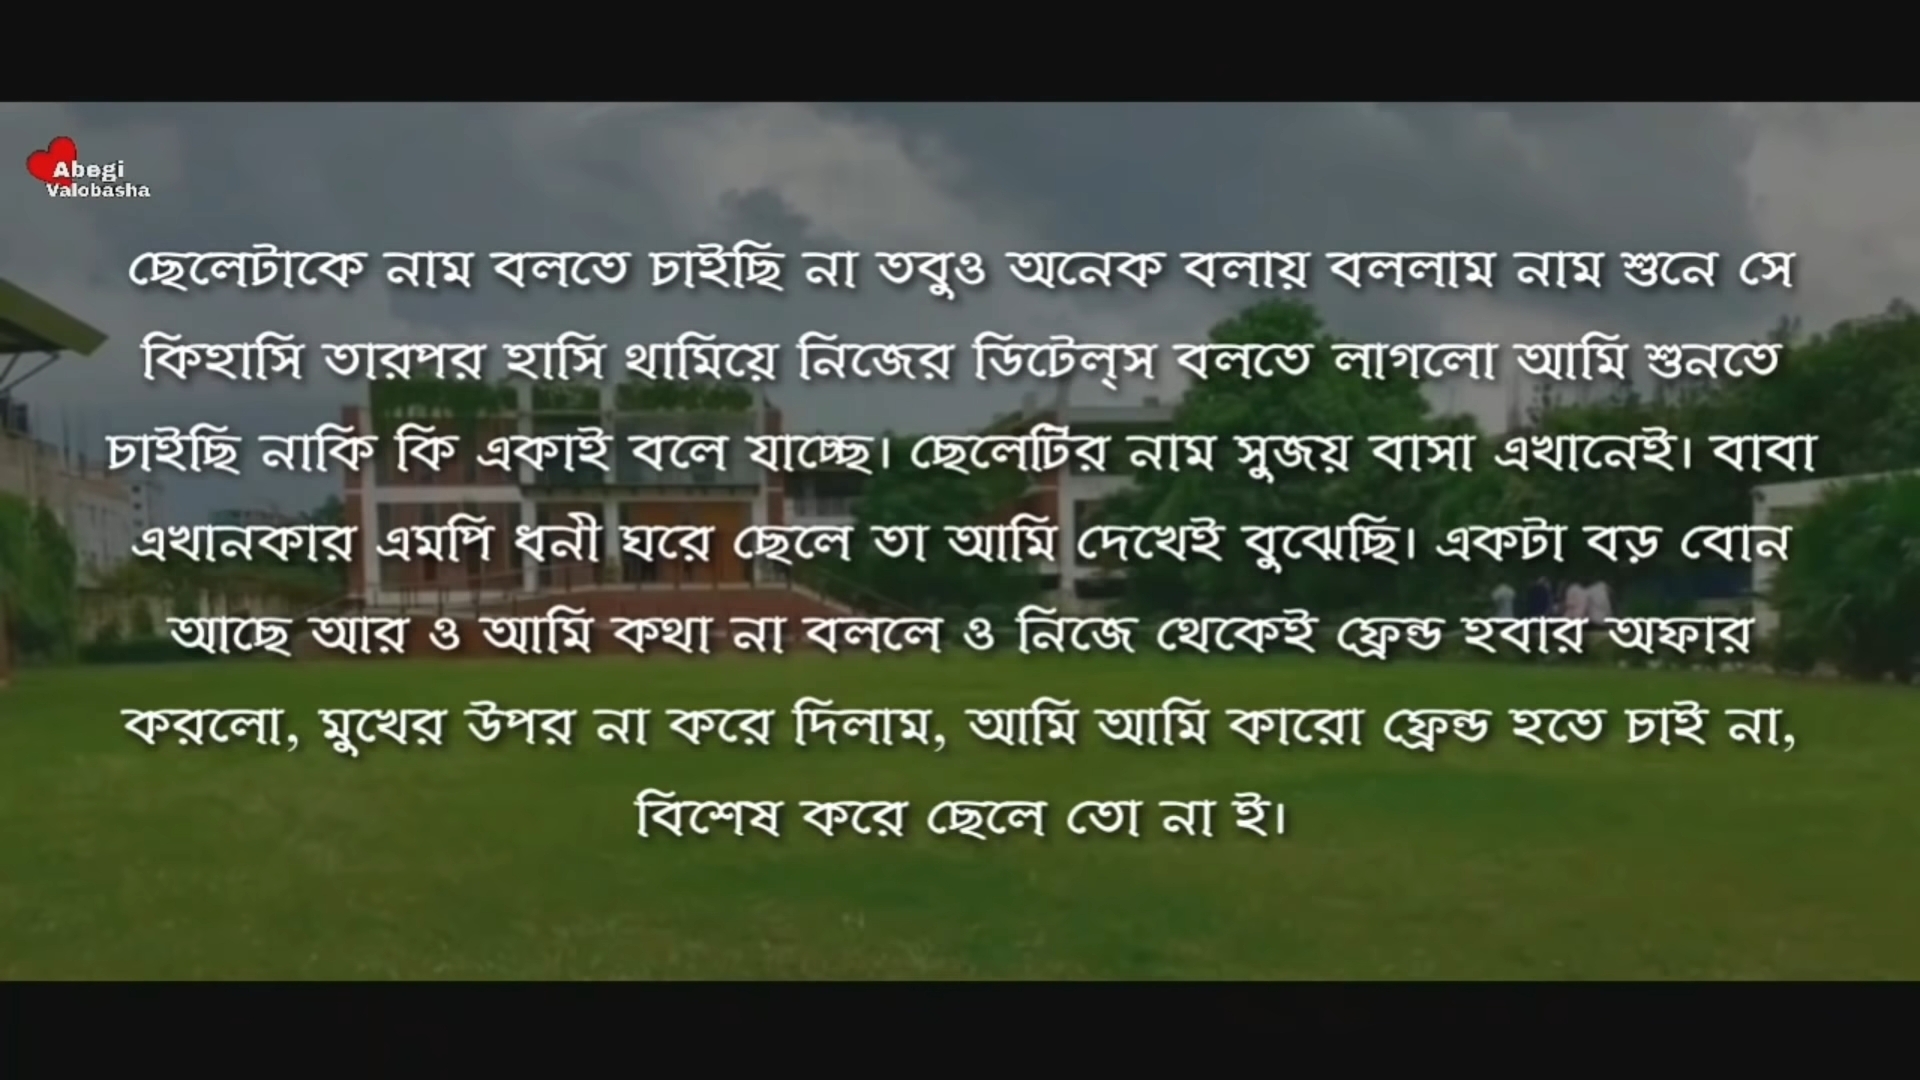 Abegi
Valobasha
ছেলেটাকে নাম বলতে চাইছি না তবুও অনেক বলায় বললাম নাম শুনে সে
কিহাসি তারপর হাসি থামিয়ে নিজের ডিটেল্স বলতে লাগলো আমি শুনতে
চাইছি নাকি কি একাই বলে যাচ্ছে। ছেলেটির নাম সুজয় বাসা এখানেই। বাবা
এখানকার এমপি ধনী ঘরে ছেলে তা আমি দেখেই বুঝেছি। একটা বড় বোন
আছে আর ও আমি কথা না বললে ও নিজে থেকেই ফ্রেন্ড হবার অফার
করলো, মুখের উপর না করে দিলাম, আমি আমি কারো ফ্রেন্ড হতে চাই না,
বিশেষ করে ছেলে তো না ই।